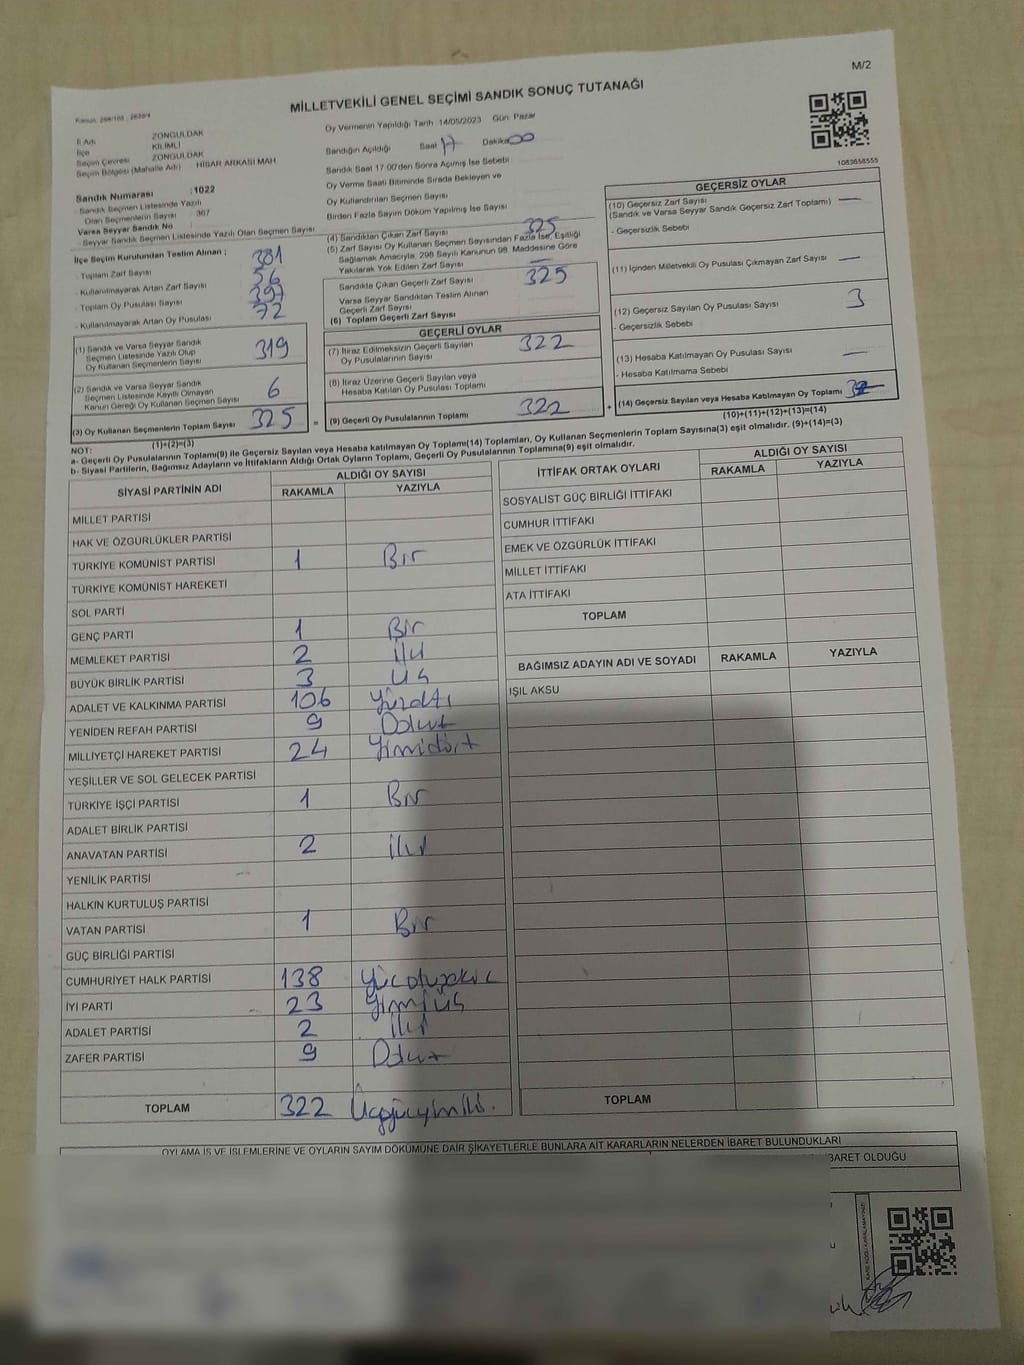 M/2
MİLLETVEKİLİ GENEL SEÇİMİ SANDIK SONUÇ TUTANAĞI
Oy Vermenin Yapıldığı Tarih 14/05/2023 Gün Pazar
İl Adı ZONGULDAK
İlçe KİLİMLİ
Seçim Çevresi ZONGULDAK
Seçim Bölgesi (Mahalle Adı) HİSAR ARKASI MAH
Sandık Numarası :1022
Sandık Seçmen Listesinde Yazılı
Olan Seçmenlerin Sayısı : 367
Varsa Seyyar Sandık No :
- Seyyar Sandık Seçmen Listesinde Yazılı Olan Seçmen Sayısı
İlçe Seçim Kurulundan Teslim Alınan ;
- Toplam Zarf Sayısı 381
- Kullanılmayarak Artan Zarf Sayısı 56
- Toplam Oy Pusulası Sayısı 397
- Kullanılmayarak Artan Oy Pusulası 72
(1) Sandık ve Varsa Seyyar Sandık
Seçmen Listesinde Yazılı Olup
Oy Kullanan Seçmenlerin Sayısı 319
(2) Sandık ve Varsa Seyyar Sandık
Seçmen Listesinde Kayıtlı Olmayan
Kanun Gereği Oy Kullanan Seçmen Sayısı 6
(3) Oy Kullanan Seçmenlerin Toplam Sayısı 325
(1)+(2)=(3)
Sandığın Açıldığı Saat 17 Dakika 00
Sandık Saat 17:00'den Sonra Açılmış İse Sebebi
Oy Verme Saati Bitiminde Sırada Bekleyen ve
Oy Kullandırılan Seçmen Sayısı
Birden Fazla Sayım Döküm Yapılmış İse Sayısı
(4) Sandıktan Çıkan Zarf Sayısı 325
(5) Zarf Sayısı Oy Kullanan Seçmen Sayısından Fazla İse, Eşitliği
Sağlamak Amacıyla, 298 Sayılı Kanunun 98. Maddesine Göre
Yakılarak Yok Edilen Zarf Sayısı —
Sandıkta Çıkan Geçerli Zarf Sayısı 325
Varsa Seyyar Sandıktan Teslim Alınan
Geçerli Zarf Sayısı
(6) Toplam Geçerli Zarf Sayısı
GEÇERLİ OYLAR
(7) İtiraz Edilmeksizin Geçerli Sayılan
Oy Pusulalarının Sayısı 322
(8) İtiraz Üzerine Geçerli Sayılan veya
Hesaba Katılan Oy Pusulası Toplamı
= (9) Geçerli Oy Pusulalarının Toplamı 322 +
1083658555
GEÇERSİZ OYLAR
(10) Geçersiz Zarf Sayısı —
(Sandık ve Varsa Seyyar Sandık Geçersiz Zarf Toplamı)
- Geçersizlik Sebebi
(11) İçinden Milletvekili Oy Pusulası Çıkmayan Zarf Sayısı —
(12) Geçersiz Sayılan Oy Pusulası Sayısı 3
- Geçersizlik Sebebi
(13) Hesaba Katılmayan Oy Pusulası Sayısı —
- Hesaba Katılmama Sebebi
(14) Geçersiz Sayılan veya Hesaba Katılmayan Oy Toplamı
(10)+(11)+(12)+(13)=(14)
NOT:
a- Geçerli Oy Pusulalarının Toplamı(9) ile Geçersiz Sayılan veya Hesaba katılmayan Oy Toplamı(14) Toplamları, Oy Kullanan Seçmenlerin Toplam Sayısına(3) eşit olmalıdır. (9)+(14)=(3)
b- Siyasi Partilerin, Bağımsız Adayların ve İttifakların Aldığı Ortak Oyların Toplamı, Geçerli Oy Pusulalarının Toplamına(9) eşit olmalıdır.
SİYASİ PARTİNİN ADI ALDIĞI OY SAYISI
RAKAMLA YAZIYLA
MİLLET PARTİSİ
HAK VE ÖZGÜRLÜKLER PARTİSİ
TÜRKİYE KOMÜNİST PARTİSİ 1 Bir
TÜRKİYE KOMÜNİST HAREKETİ
SOL PARTİ
GENÇ PARTİ 1 Bir
MEMLEKET PARTİSİ 2 İki
BÜYÜK BİRLİK PARTİSİ 3 Üç
ADALET VE KALKINMA PARTİSİ 106 Yüzaltı
YENİDEN REFAH PARTİSİ 9 Dokuz
MİLLİYETÇİ HAREKET PARTİSİ 24 Yirmidört
YEŞİLLER VE SOL GELECEK PARTİSİ
TÜRKİYE İŞÇİ PARTİSİ 1 Bir
ADALET BİRLİK PARTİSİ
ANAVATAN PARTİSİ 2 İki
YENİLİK PARTİSİ
HALKIN KURTULUŞ PARTİSİ
VATAN PARTİSİ 1 Bir
GÜÇ BİRLİĞİ PARTİSİ
CUMHURİYET HALK PARTİSİ 138 Yüzotuzsekiz
İYİ PARTİ 23 Yirmiüç
ADALET PARTİSİ 2 İki
ZAFER PARTİSİ 9 Dokuz
TOPLAM 322 Üçyüzyirmiiki.
İTTİFAK ORTAK OYLARI ALDIĞI OY SAYISI
RAKAMLA YAZIYLA
SOSYALİST GÜÇ BİRLİĞİ İTTİFAKI
CUMHUR İTTİFAKI
EMEK VE ÖZGÜRLÜK İTTİFAKI
MİLLET İTTİFAKI
ATA İTTİFAKI
TOPLAM
BAĞIMSIZ ADAYIN ADI VE SOYADI RAKAMLA YAZIYLA
IŞIL AKSU
TOPLAM
OYLAMA İŞ VE İŞLEMLERİNE VE OYLARIN SAYIM DÖKÜMÜNE DAİR ŞİKAYETLERLE BUNLARA AİT KARARLARIN NELERDEN İBARET BULUNDUKLARI
İBARET OLDUĞU